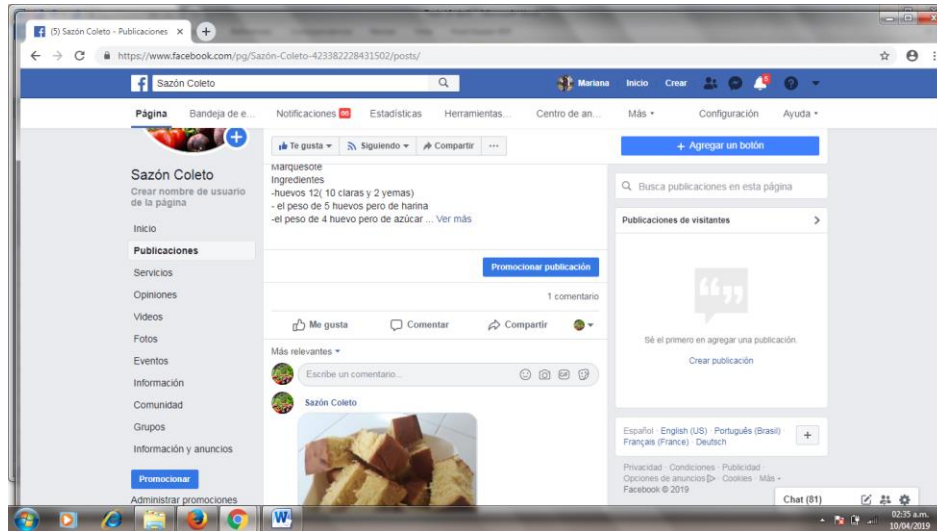 (5) Sazón Coleto - Publicaciones
https://www.facebook.com/pg/Sazón-Coleto-423382228431502/posts/
Sazón Coleto
Mariana
Inicio
Crear
5
Página
Bandeja de e...
Notificaciones
Estadísticas
Herramientas...
Centro de an...
Más
Configuración
Ayuda
Te gusta
Siguiendo
Compartir
+ Agregar un botón
Sazón Coleto
Crear nombre de usuario
de la página
Inicio
Publicaciones
Servicios
Opiniones
Videos
Fotos
Eventos
Información
Comunidad
Grupos
Información y anuncios
Promocionar
Administrar promociones
Marquesote
Ingredientes
-huevos 12( 10 claras y 2 yemas)
- el peso de 5 huevos pero de harina
-el peso de 4 huevo pero de azúcar ... Ver más
Promocionar publicación
1 comentario
Me gusta
Comentar
Compartir
Más relevantes
Escribe un comentario...
GIF
Sazón Coleto
Busca publicaciones en esta página
Publicaciones de visitantes
Sé el primero en agregar una publicación.
Crear publicación
Español · English (US) · Português (Brasil) ·
Français (France) · Deutsch
Privacidad · Condiciones · Publicidad ·
Opciones de anuncios · Cookies · Más
Facebook © 2019
Chat (81)
02:35 a.m.
10/04/2019